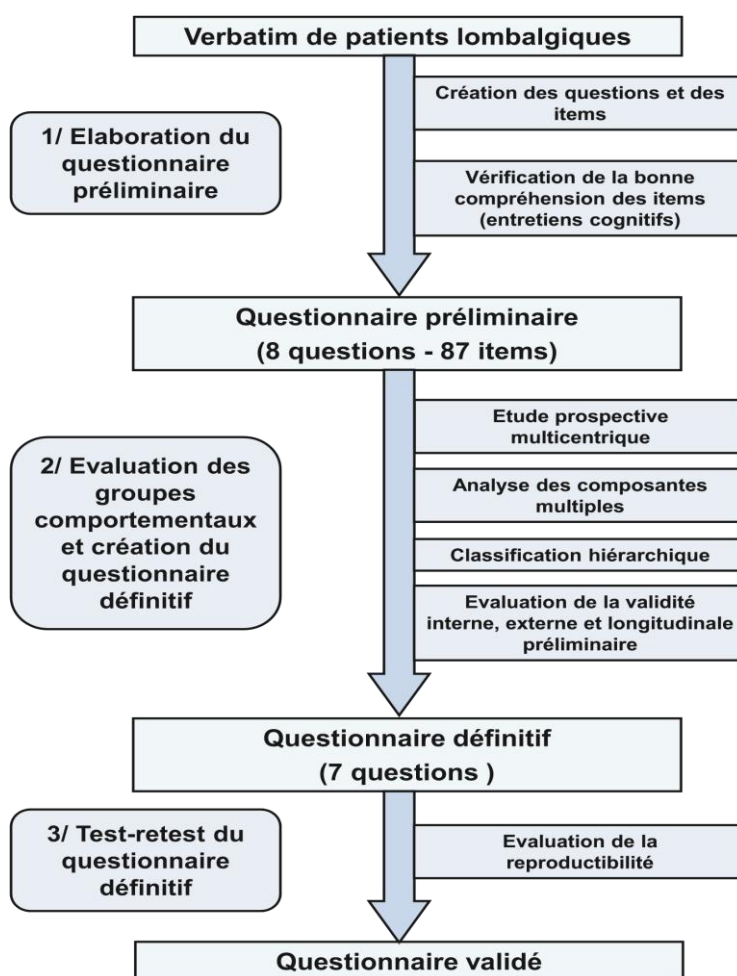 Verbatim de patients lombalgiques
Création des questions et des
items
1/ Elaboration du
questionnaire
préliminaire
Vérification de la bonne
compréhension des items
(entretiens cognitifs)
Questionnaire préliminaire
(8 questions - 87 items)
Etude prospective
multicentrique
2/ Evaluation des
groupes
comportementaux
et création du
questionnaire
définitif
Analyse des composantes
multiples
Classification hiérarchique
Evaluation de la validité
interne, externe et longitudinale
préliminaire
Questionnaire définitif
(7 questions )
3/ Test-retest du
questionnaire
définitif
Evaluation de la
reproductibilité
Questionnaire validé